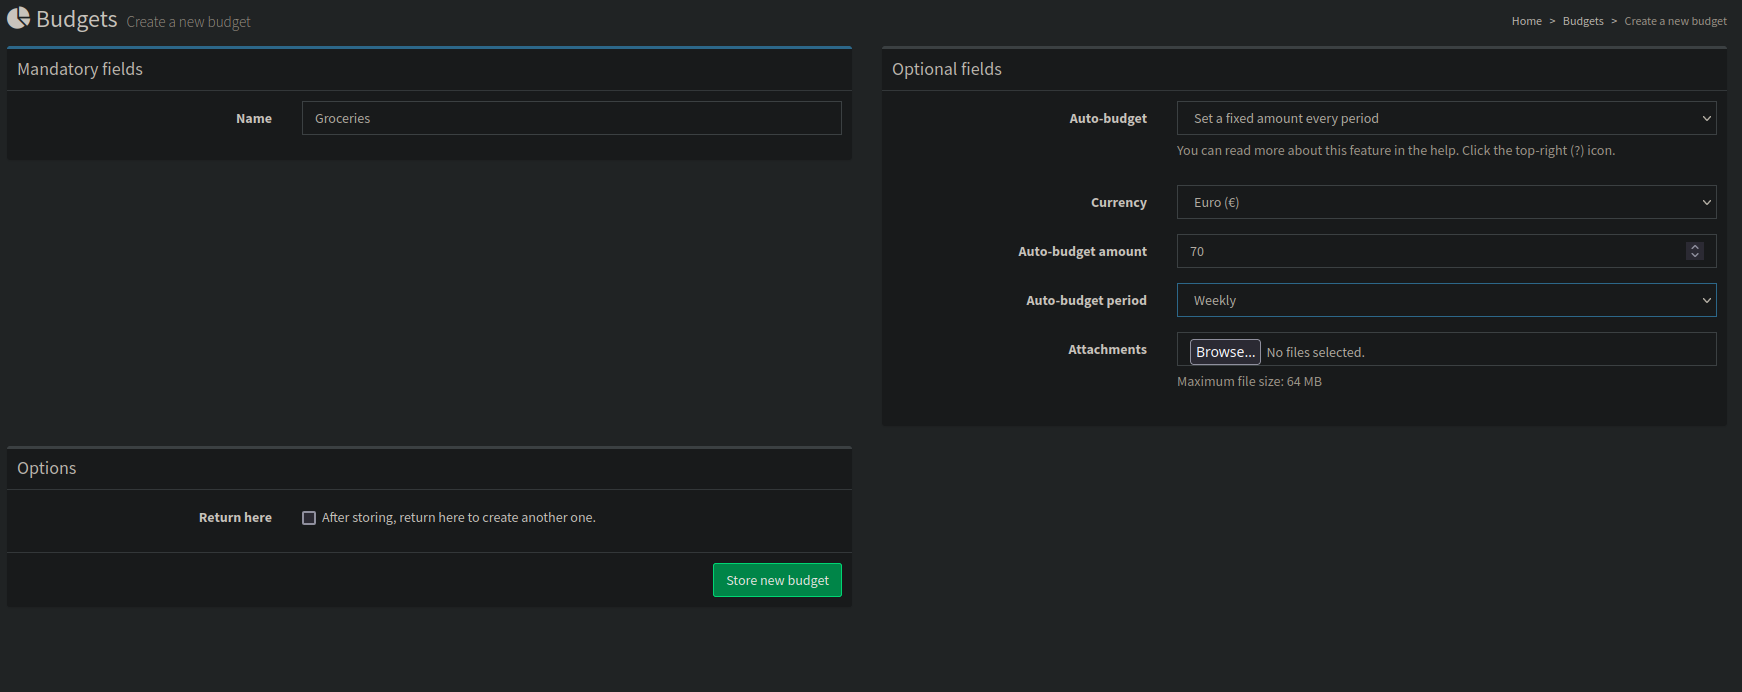 Budgets Create a new budget
Home > Budgets > Create a new budget
Mandatory fields
Name Groceries
Optional fields
Auto-budget Set a fixed amount every period
You can read more about this feature in the help. Click the top-right (?) icon.
Currency Euro (€)
Auto-budget amount 70
Auto-budget period Weekly
Attachments Browse... No files selected.
Maximum file size: 64 MB
Options
Return here After storing, return here to create another one.
Store new budget